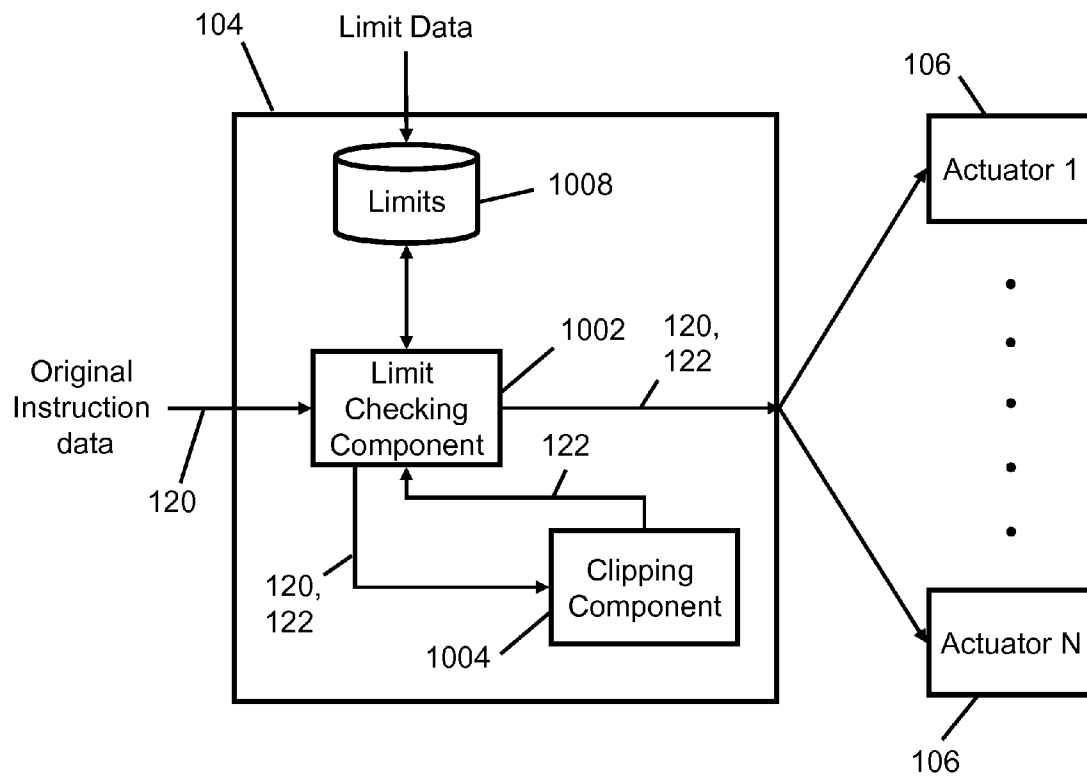 104
Limit Data
106
Actuator 1
Limits
1008
1002
120,
122
Original
Instruction
data
Limit
Checking
Component
120
122
120,
122
Clipping
Component
1004
Actuator N
106